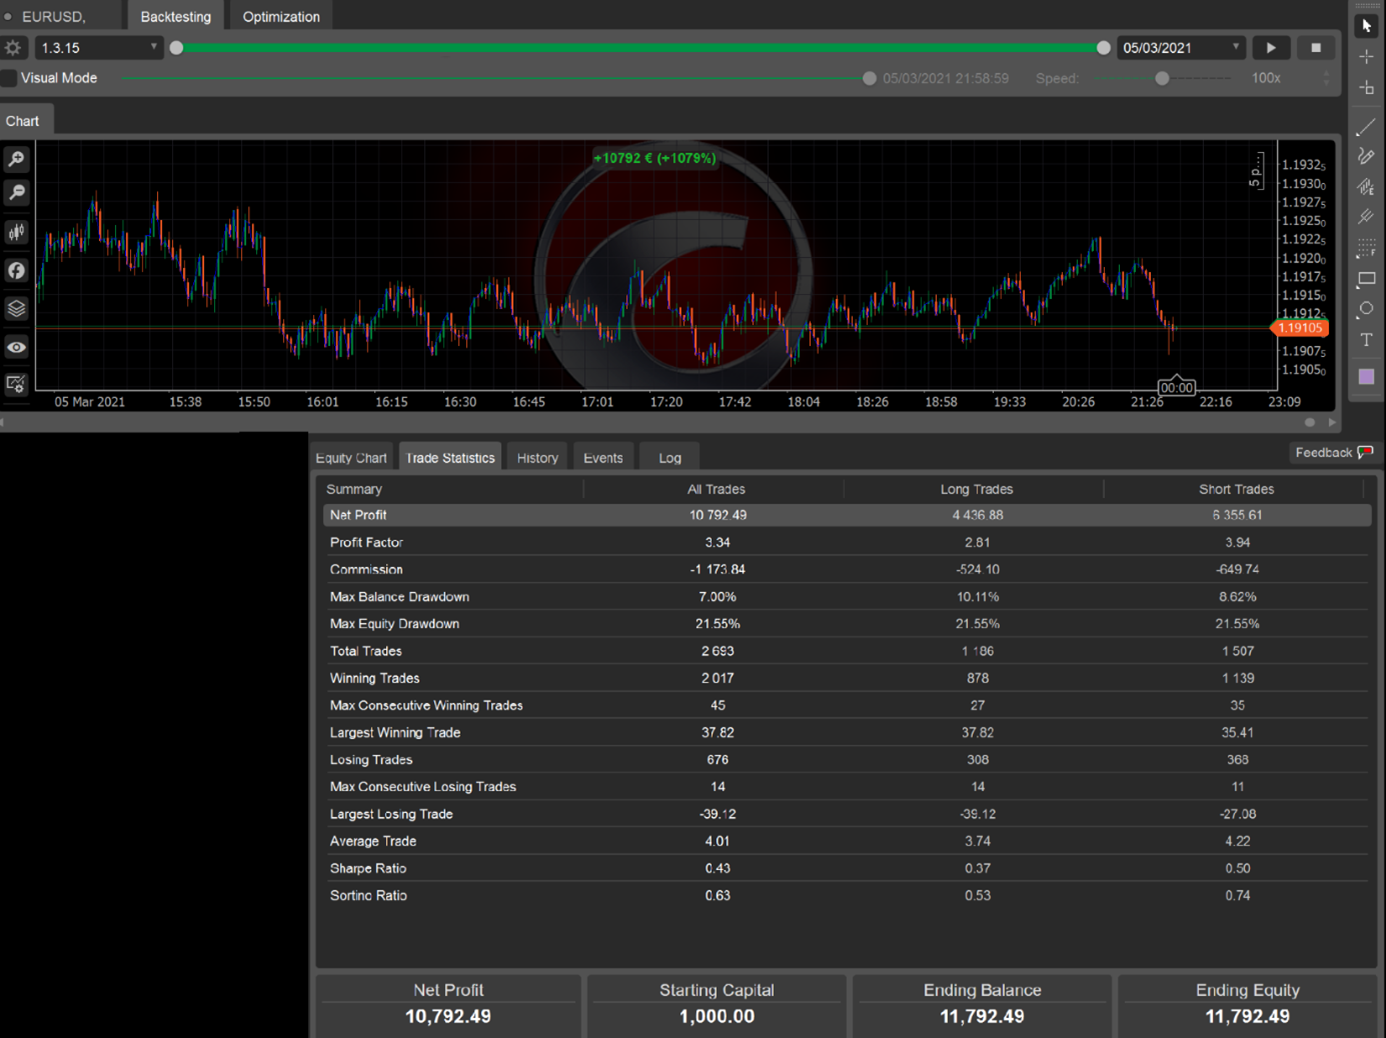 EURUSD,
Backtesting
Optimization
1.3.15
05/03/2021
Visual Mode
05/03/2021 21:58:59
Speed:
100x
Chart
+10792 € (+1079%)
5 p...
1.19325
1.19300
1.19275
1.19250
1.19225
1.19200
1.19175
1.19150
1.19125
1.19105
1.19075
1.19050
00:00
05 Mar 2021 15:38 15:50 16:01 16:15 16:30 16:45 17:01 17:20 17:42 18:04 18:26 18:58 19:33 20:26 21:26 22:16 23:09
Equity Chart Trade Statistics History Events Log Feedback
Summary All Trades Long Trades Short Trades
Net Profit 10 792.49 4 436.88 6 355.61
Profit Factor 3.34 2.81 3.94
Commission -1 173.84 -524.10 -649.74
Max Balance Drawdown 7.00% 10.11% 8.62%
Max Equity Drawdown 21.55% 21.55% 21.55%
Total Trades 2 693 1 186 1 507
Winning Trades 2 017 878 1 139
Max Consecutive Winning Trades 45 27 35
Largest Winning Trade 37.82 37.82 35.41
Losing Trades 676 308 368
Max Consecutive Losing Trades 14 14 11
Largest Losing Trade -39.12 -39.12 -27.08
Average Trade 4.01 3.74 4.22
Sharpe Ratio 0.43 0.37 0.50
Sortino Ratio 0.63 0.53 0.74
Net Profit Starting Capital Ending Balance Ending Equity
10,792.49 1,000.00 11,792.49 11,792.49